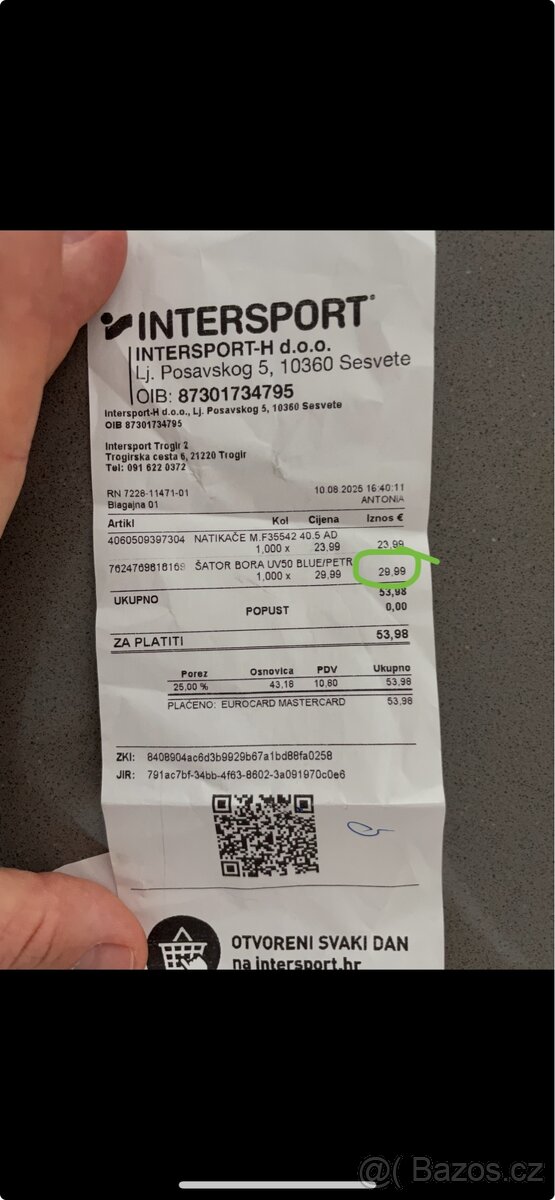 INTERSPORT
INTERSPORT-H d.o.o.
Lj. Posavskog 5, 10360 Sesvete
OIB: 87301734795
Intersport-H d.o.o., Lj. Posavskog 5, 10360 Sesvete
OIB 87301734795
Intersport Trogir 2
Trogirska cesta 6, 21220 Trogir
Tel: 091 622 0372
RN 7228-11471-01 10.08.2025 16:40:11
Blagajna 01 ANTONIA
Artikl Kol Cijena Iznos €
4060509397304 NATIKAČE M.F35542 40.5 AD
1,000 x 23,99 23,99
7624769816169 ŠATOR BORA UV50 BLUE/PETR
1,000 x 29,99 29,99
UKUPNO 53,98
POPUST 0,00
ZA PLATITI 53,98
Porez Osnovica PDV Ukupno
25,00 % 43,18 10,80 53,98
PLAĆENO: EUROCARD MASTERCARD 53,98
ZKI: 8408904ac6d3b9929b67a1bd88fa0258
JIR: 791ac7bf-34bb-4f63-8602-3a091970c0e6
OTVORENI SVAKI DAN
na intersport.hr
@( Bazos.cz